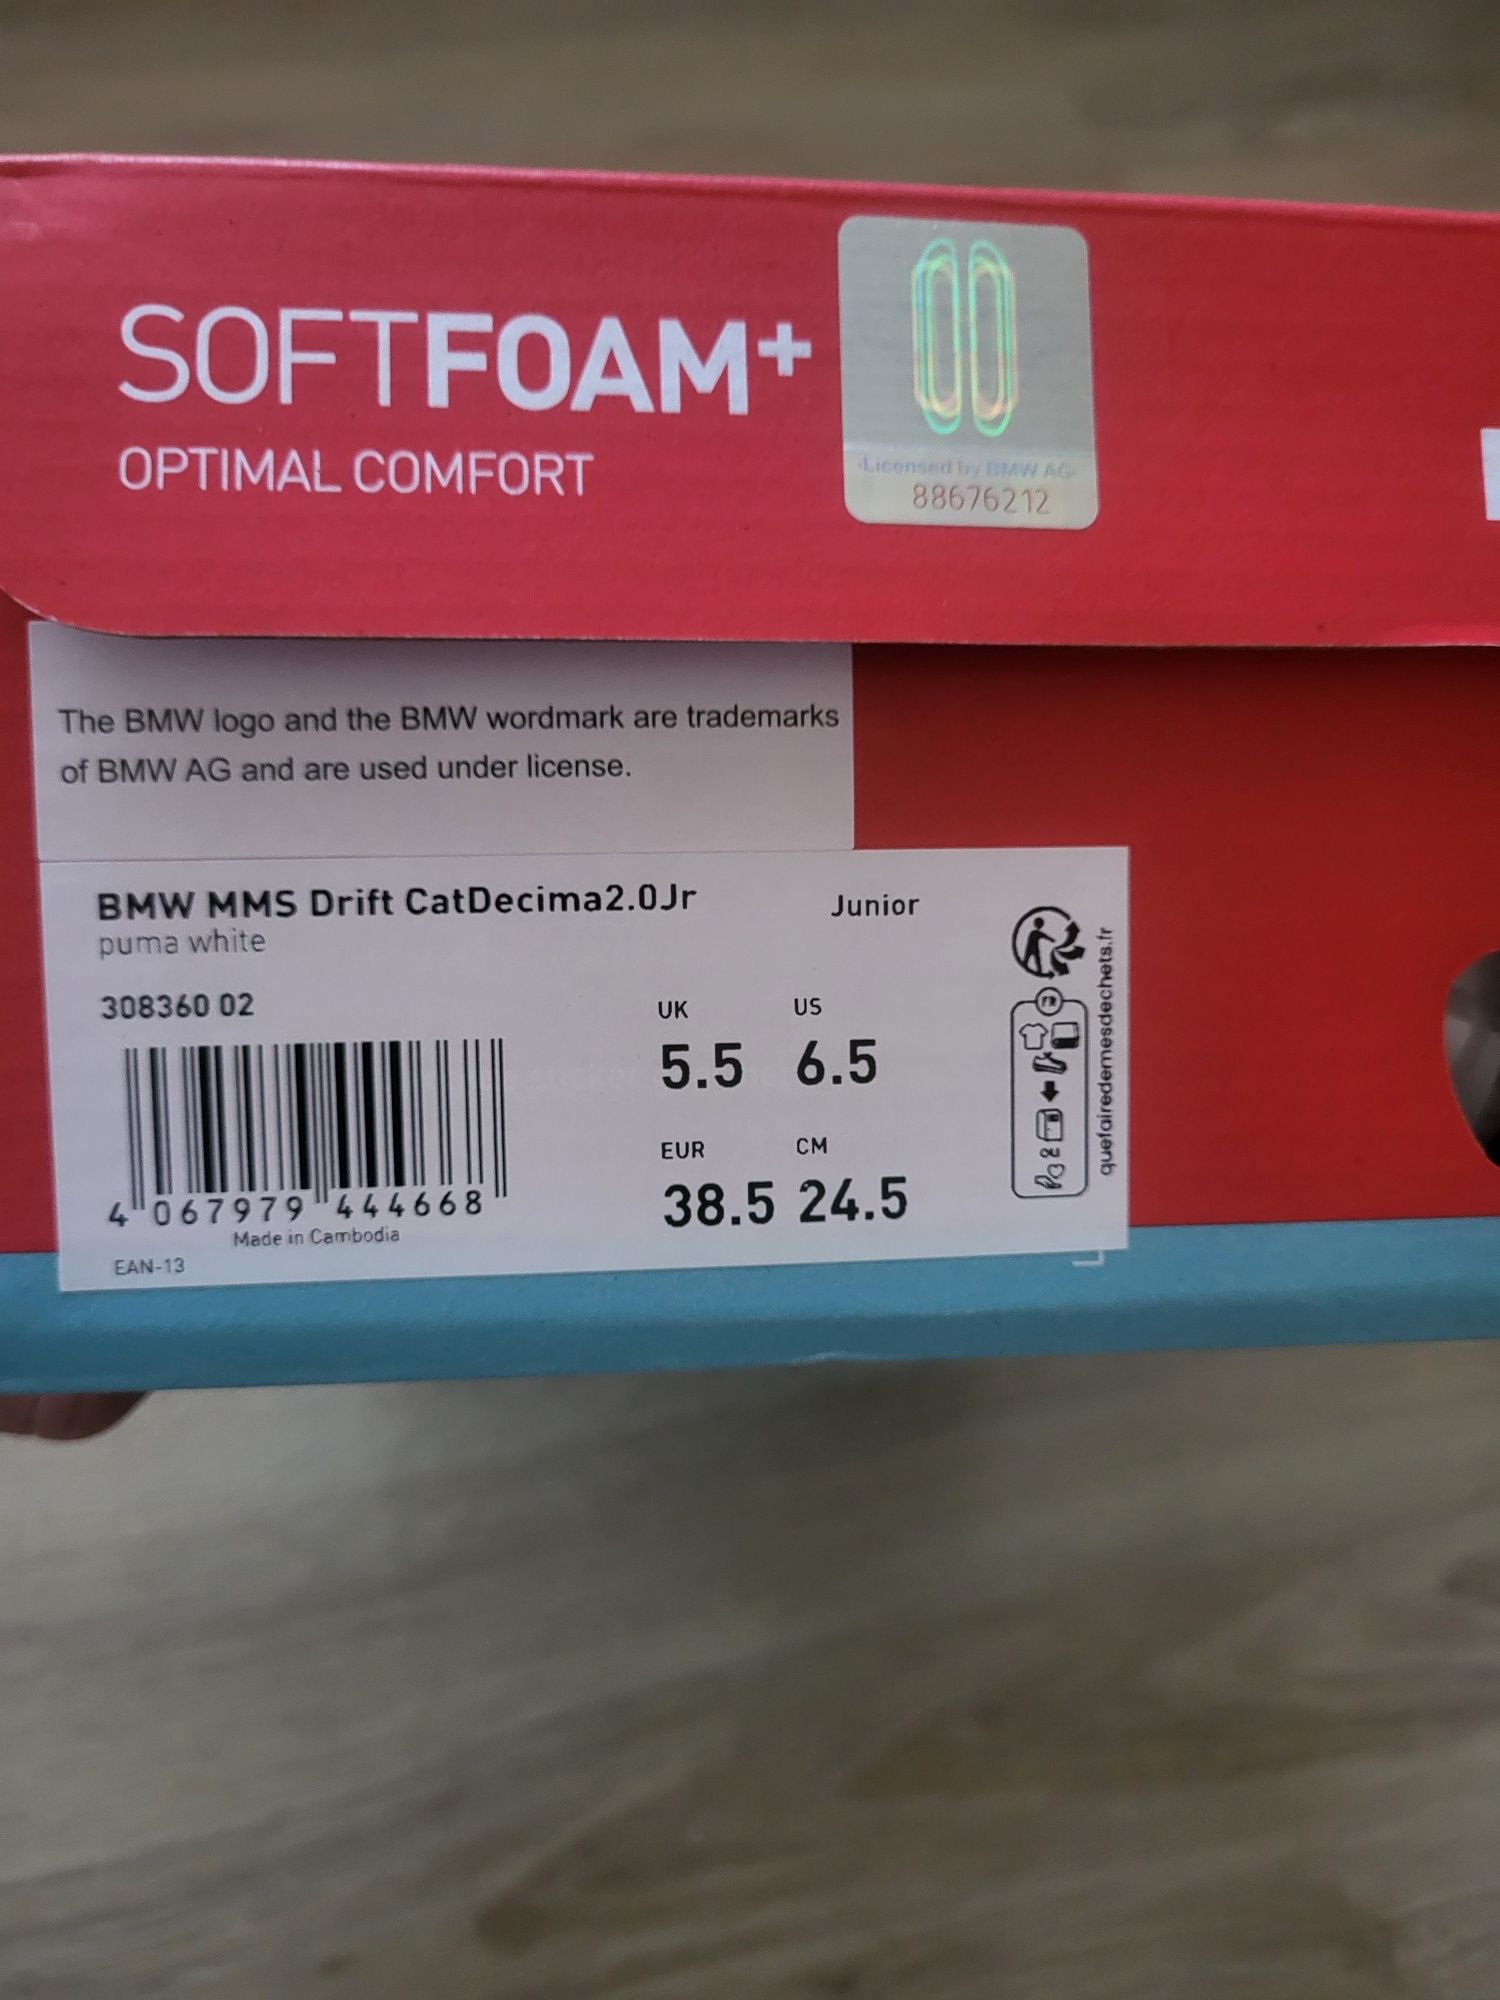 SOFTFOAM+
OPTIMAL COMFORT
Licensed by BMW AG
88676212
The BMW logo and the BMW wordmark are trademarks
of BMW AG and are used under license.
BMW MMS Drift CatDecima2.0Jr
Junior
puma white
308360 02
UK US
5.5 6.5
EUR CM
38.5 24.5
4 067979 444668
Made in Cambodia
EAN-13
FR
quefairedemesdechets.fr